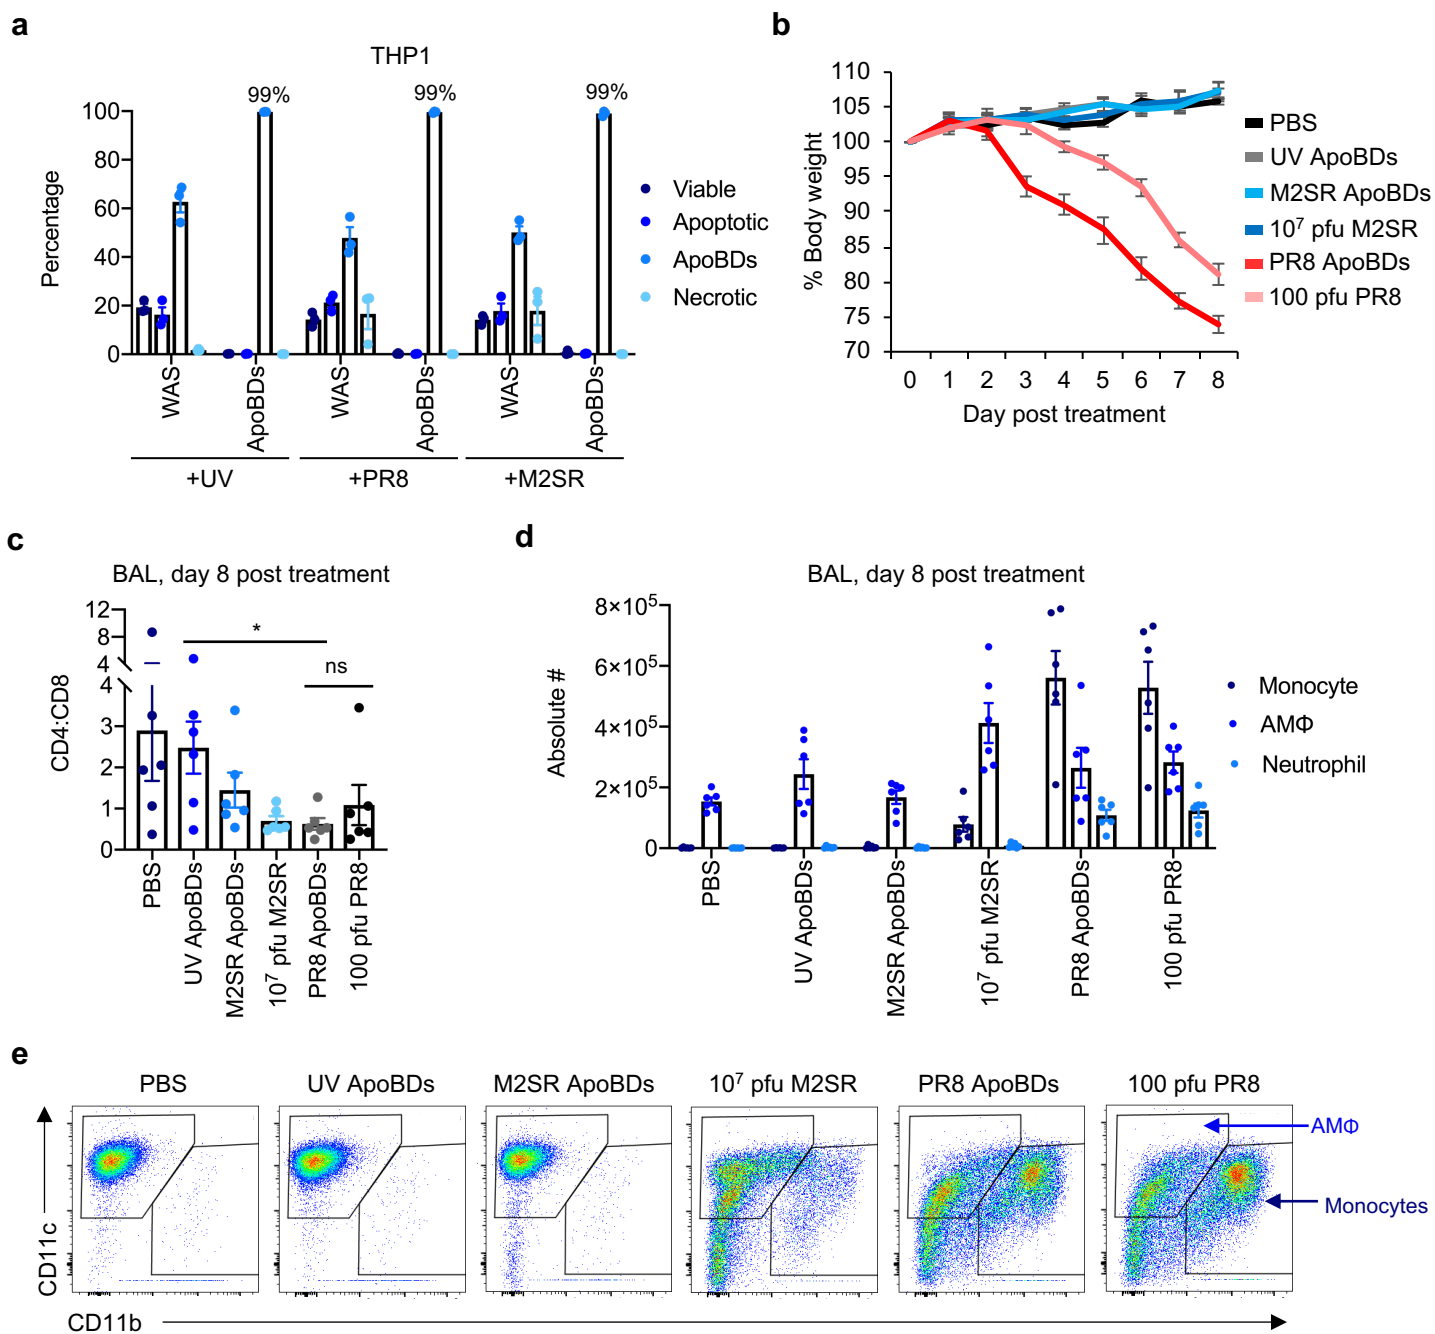 a
THP1
99% 99% 99%
100
80
60
40
20
0
Percentage
WAS ApoBDs WAS ApoBDs WAS ApoBDs
+UV +PR8 +M2SR
Viable
Apoptotic
ApoBDs
Necrotic
b
110
105
100
95
90
85
80
75
70
% Body weight
0 1 2 3 4 5 6 7 8
Day post treatment
PBS
UV ApoBDs
M2SR ApoBDs
10⁷ pfu M2SR
PR8 ApoBDs
100 pfu PR8
c
BAL, day 8 post treatment
12
8
4
4
3
2
1
0
CD4:CD8
*
ns
PBS
UV ApoBDs
M2SR ApoBDs
10⁷ pfu M2SR
PR8 ApoBDs
100 pfu PR8
d
BAL, day 8 post treatment
8×10⁵
6×10⁵
4×10⁵
2×10⁵
0
Absolute #
PBS
UV ApoBDs
M2SR ApoBDs
10⁷ pfu M2SR
PR8 ApoBDs
100 pfu PR8
Monocyte
AMΦ
Neutrophil
e
PBS UV ApoBDs M2SR ApoBDs 10⁷ pfu M2SR PR8 ApoBDs 100 pfu PR8
AMΦ
Monocytes
CD11c
CD11b